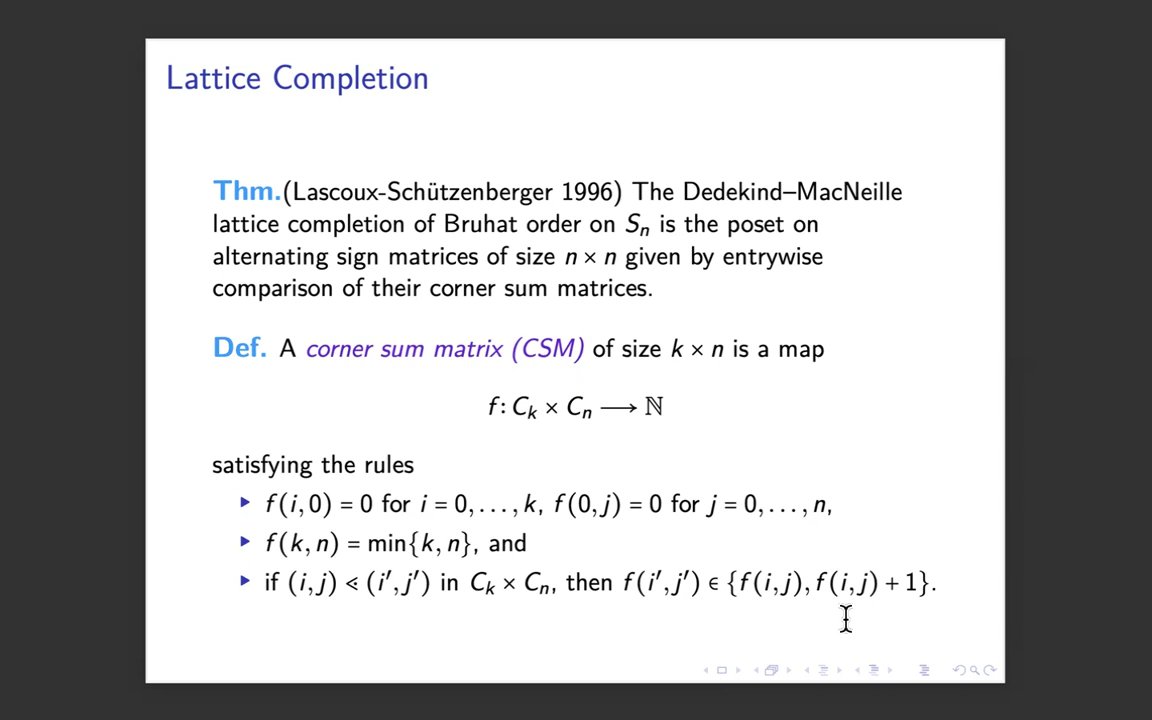 Lattice Completion
Thm.(Lascoux-Schützenberger 1996) The Dedekind–MacNeille
lattice completion of Bruhat order on Sₙ is the poset on
alternating sign matrices of size n × n given by entrywise
comparison of their corner sum matrices.
Def. A corner sum matrix (CSM) of size k × n is a map
f: Cₖ × Cₙ ⟶ ℕ
satisfying the rules
▸ f(i,0) = 0 for i = 0,...,k, f(0,j) = 0 for j = 0,...,n,
▸ f(k,n) = min{k,n}, and
▸ if (i,j) ⋖ (i′,j′) in Cₖ × Cₙ, then f(i′,j′) ∈ {f(i,j), f(i,j) + 1}.